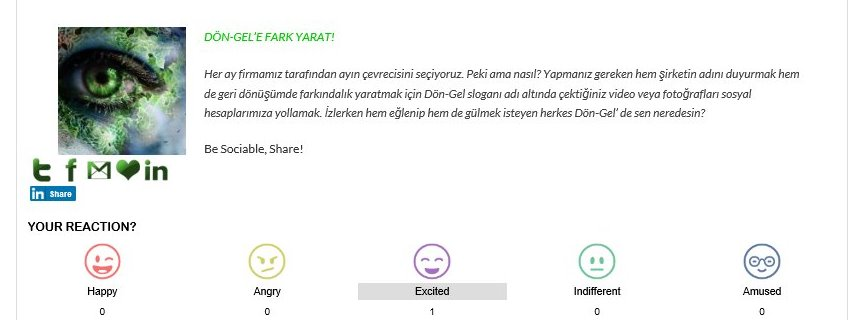 DÖN-GEL'E FARK YARAT!
Her ay firmamız tarafından ayın çevrecisini seçiyoruz. Peki ama nasıl? Yapmanız gereken hem şirketin adını duyurmak hem
de geri dönüşümde farkındalık yaratmak için Dön-Gel sloganı adı altında çektiğiniz video veya fotoğrafları sosyal
hesaplarımıza yollamak. İzlerken hem eğlenip hem de gülmek isteyen herkes Dön-Gel' de sen neredesin?
Be Sociable, Share!
in Share
YOUR REACTION?
Happy Angry Excited Indifferent Amused
0 0 1 0 0